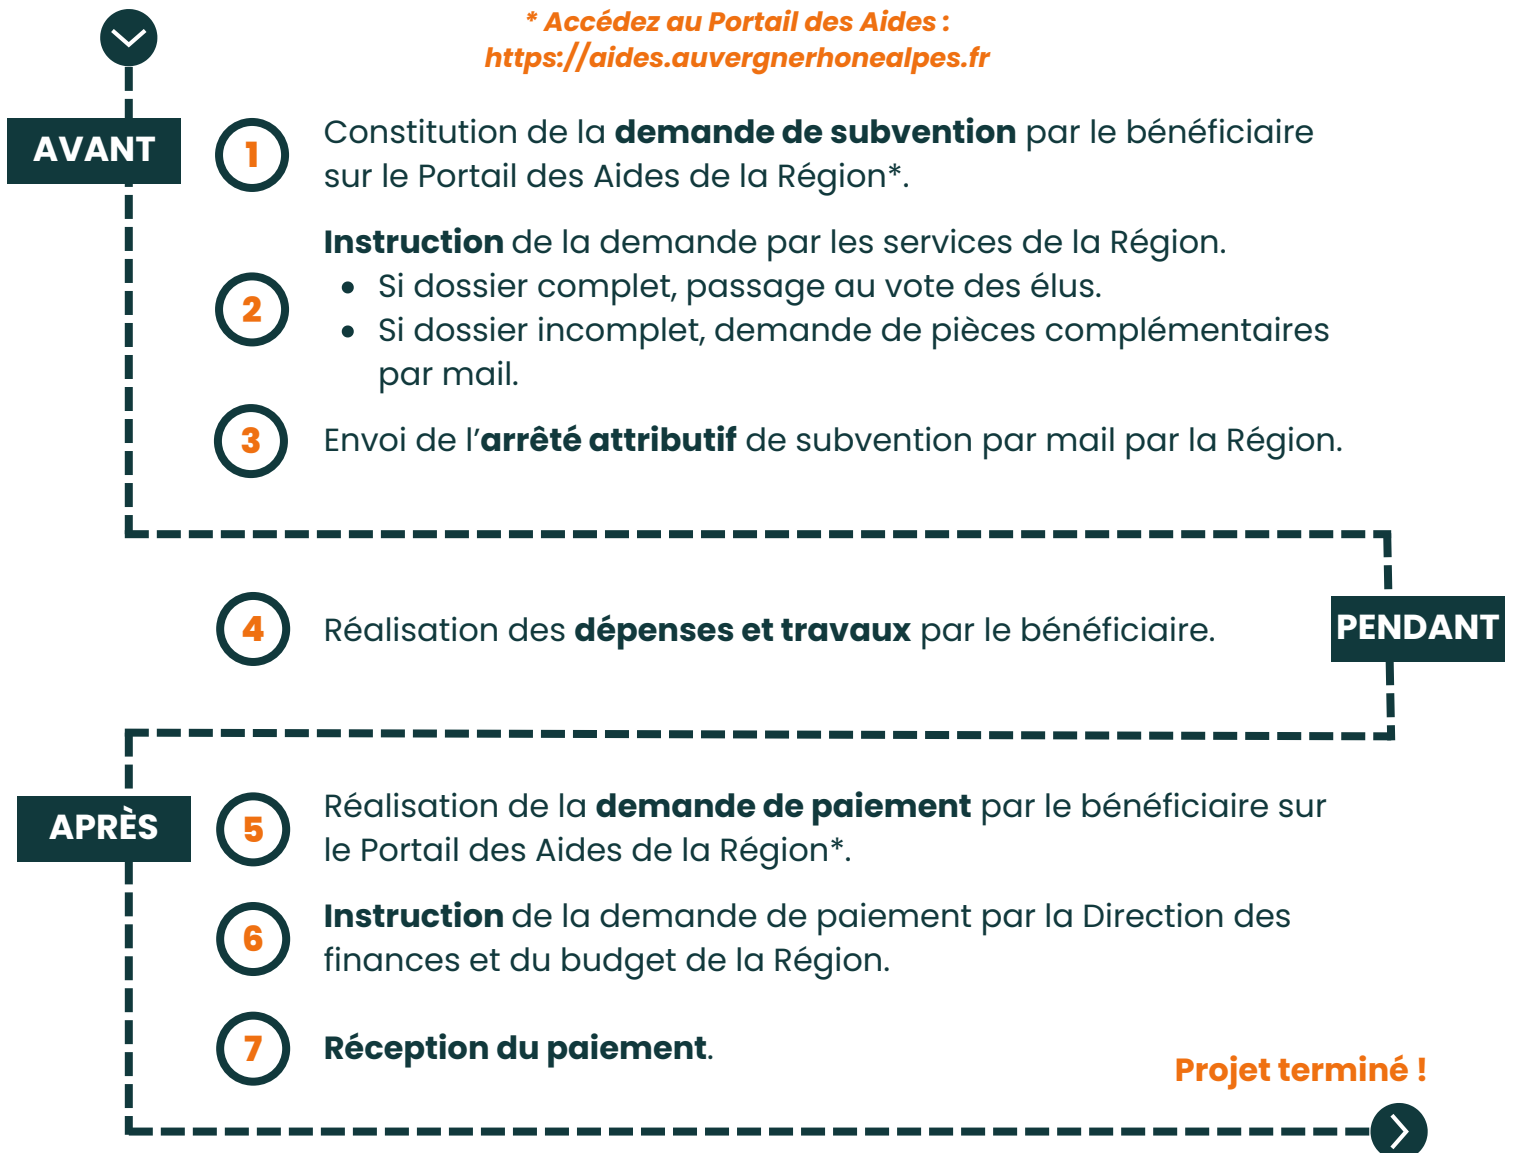 * Accédez au Portail des Aides :
https://aides.auvergnerhonealpes.fr
AVANT
1
Constitution de la demande de subvention par le bénéficiaire
sur le Portail des Aides de la Région*.
2
Instruction de la demande par les services de la Région.
• Si dossier complet, passage au vote des élus.
• Si dossier incomplet, demande de pièces complémentaires
par mail.
3
Envoi de l’arrêté attributif de subvention par mail par la Région.
4
Réalisation des dépenses et travaux par le bénéficiaire.
PENDANT
APRÈS
5
Réalisation de la demande de paiement par le bénéficiaire sur
le Portail des Aides de la Région*.
6
Instruction de la demande de paiement par la Direction des
finances et du budget de la Région.
7
Réception du paiement.
Projet terminé !